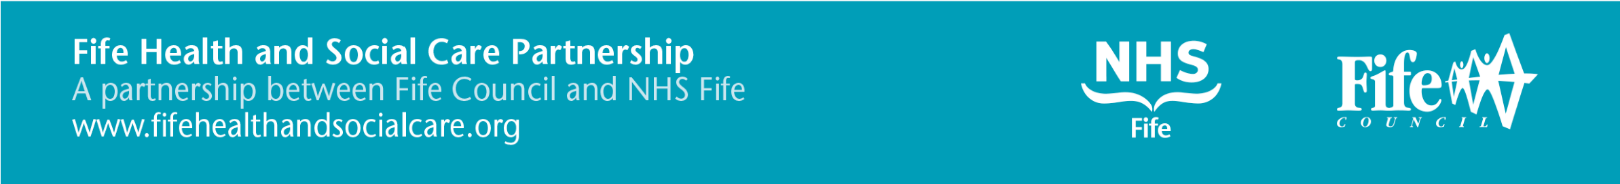 Fife Health and Social Care Partnership
A partnership between Fife Council and NHS Fife
www.fifehealthandsocialcare.org
NHS
Fife
Fife
COUNCIL